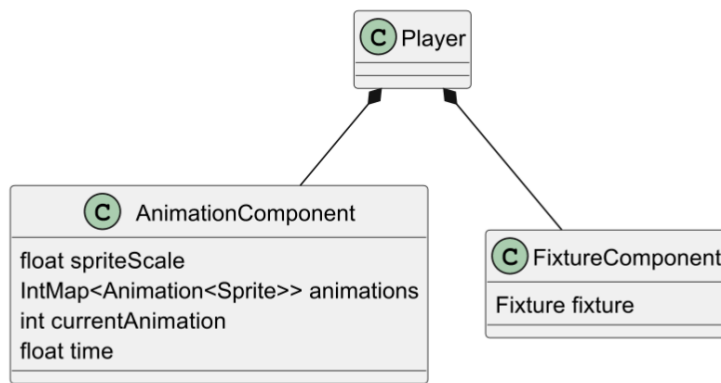 C Player
C AnimationComponent
float spriteScale
IntMap<Animation<Sprite>> animations
int currentAnimation
float time
C FixtureComponent
Fixture fixture